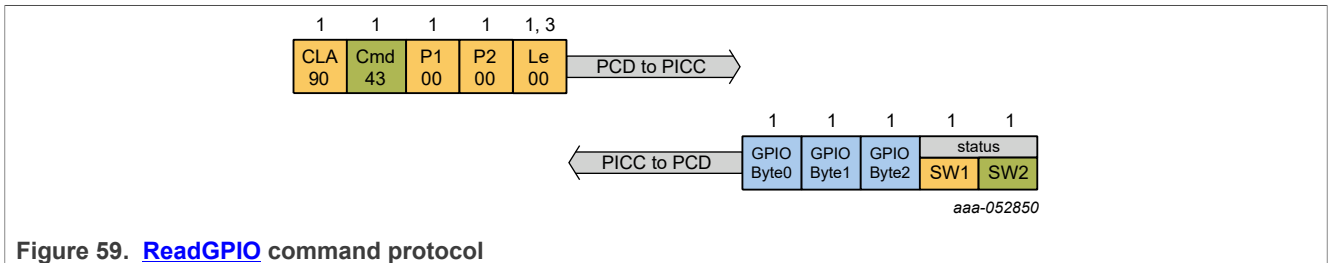 1 1 1 1 1, 3
CLA Cmd P1 P2 Le
90 43 00 00 00
PCD to PICC
1 1 1 1 1
GPIO GPIO GPIO status
Byte0 Byte1 Byte2 SW1 SW2
PICC to PCD
aaa-052850
Figure 59. ReadGPIO command protocol